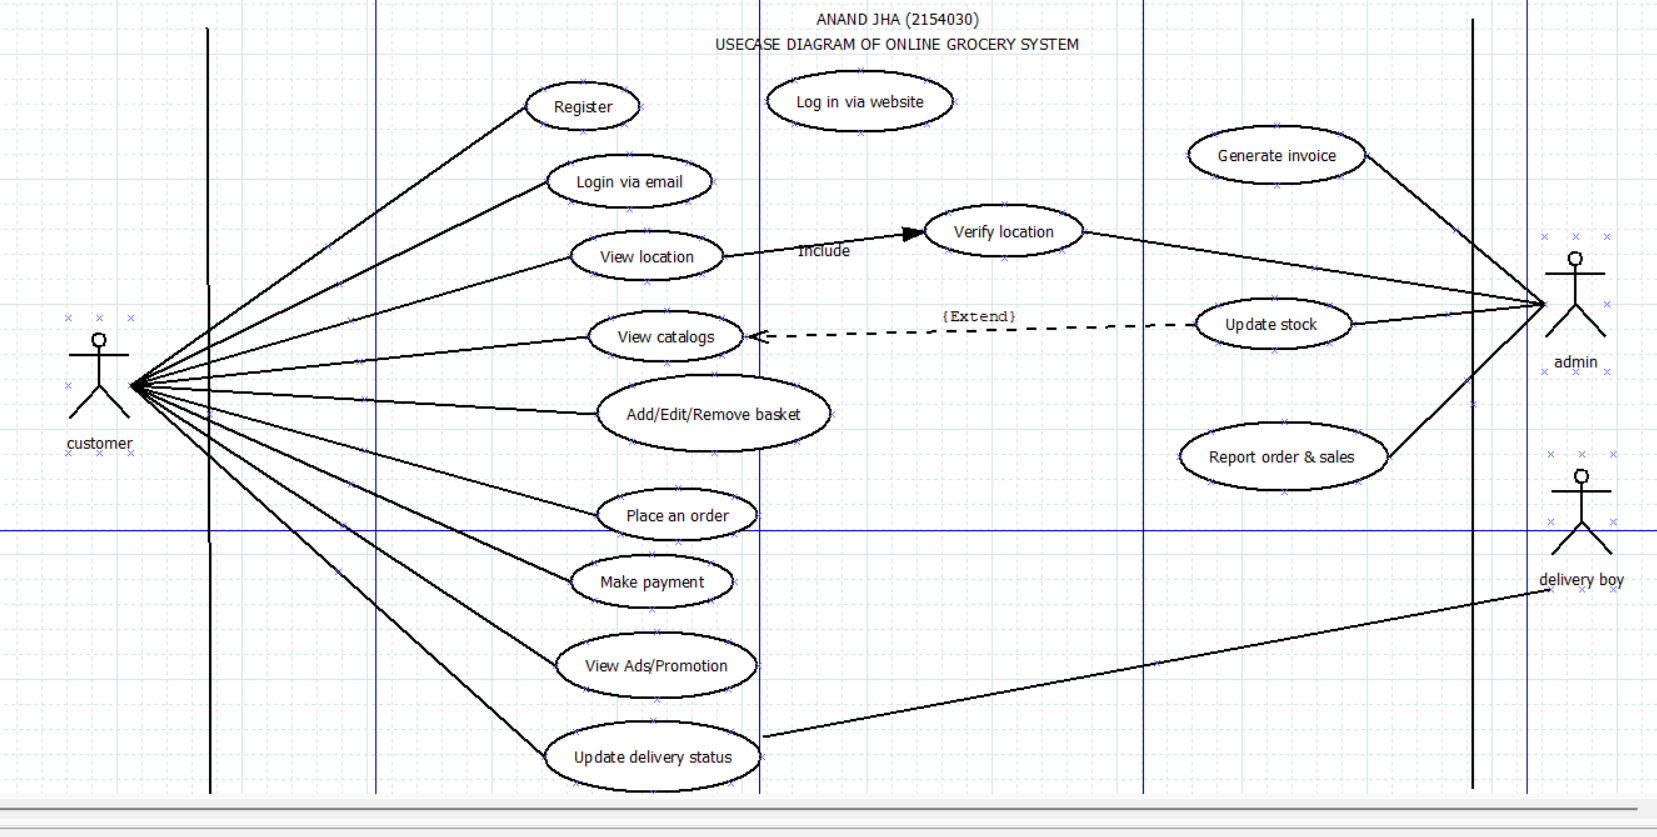 ANAND JHA (2154030)
USECASE DIAGRAM OF ONLINE GROCERY SYSTEM
Register
Log in via website
Login via email
Generate invoice
View location
Include
Verify location
View catalogs
{Extend}
Update stock
admin
customer
Add/Edit/Remove basket
Report order & sales
Place an order
Make payment
delivery boy
View Ads/Promotion
Update delivery status